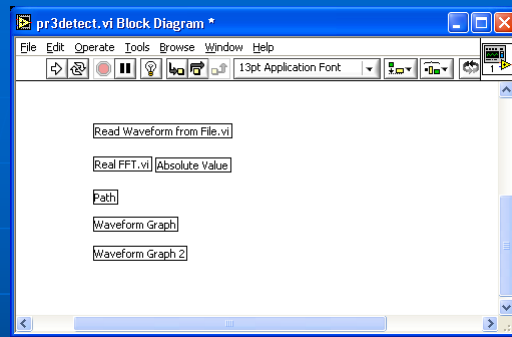 pr3detect.vi Block Diagram *
File Edit Operate Tools Browse Window Help
13pt Application Font
1
Read Waveform from File.vi
Real FFT.vi Absolute Value
Path
Waveform Graph
Waveform Graph 2